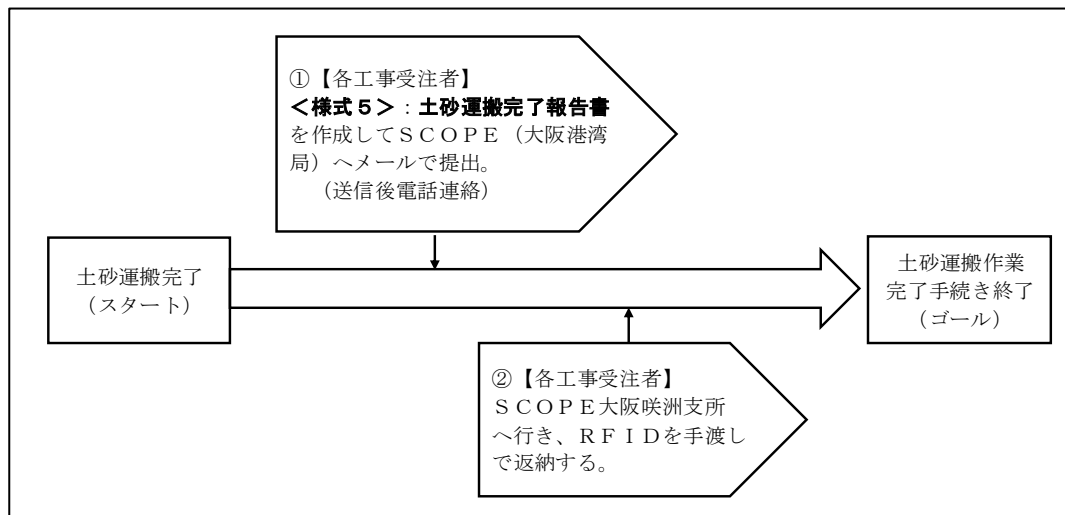 ①【各工事受注者】
＜様式５＞：土砂運搬完了報告書
を作成してＳＣＯＰＥ（大阪港湾
局）へメールで提出。
（送信後電話連絡）
土砂運搬完了
（スタート）
土砂運搬作業
完了手続き終了
（ゴール）
②【各工事受注者】
ＳＣＯＰＥ大阪咲洲支所
へ行き、ＲＦＩＤを手渡し
で返納する。